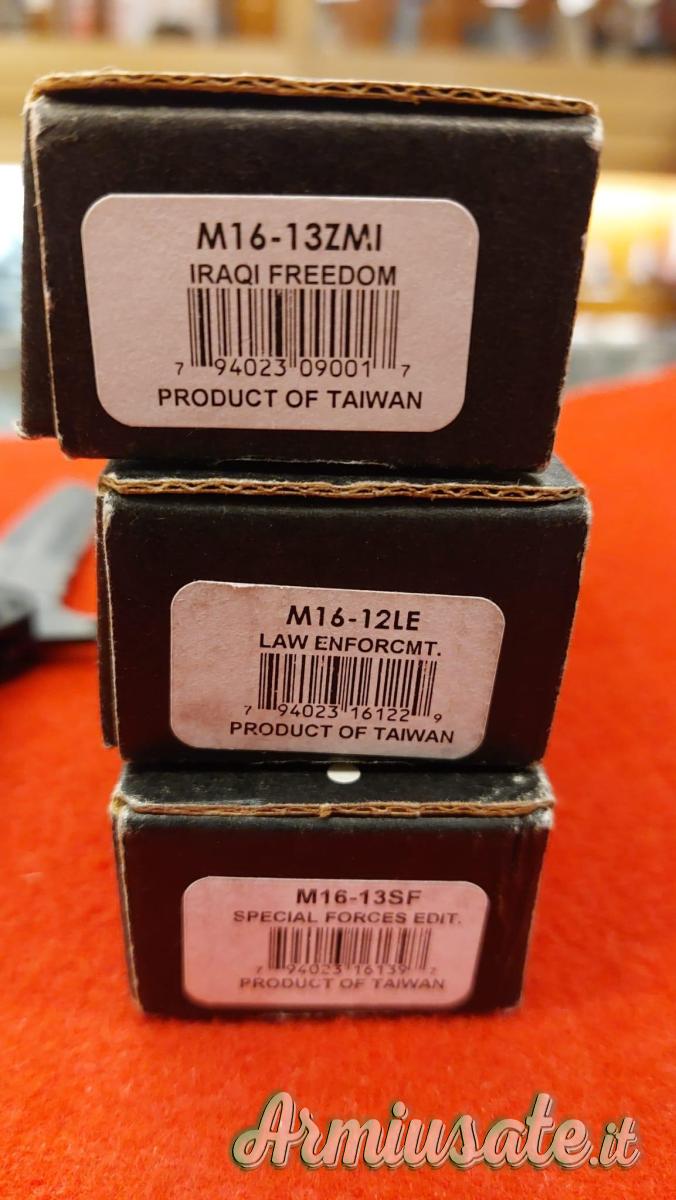 M16-13ZMI
IRAQI FREEDOM
7 94023 09001 7
PRODUCT OF TAIWAN
M16-12LE
LAW ENFORCMT.
7 94023 16122 9
PRODUCT OF TAIWAN
M16-13SF
SPECIAL FORCES EDIT.
7 94023 16139 7
PRODUCT OF TAIWAN
Armiusate.it